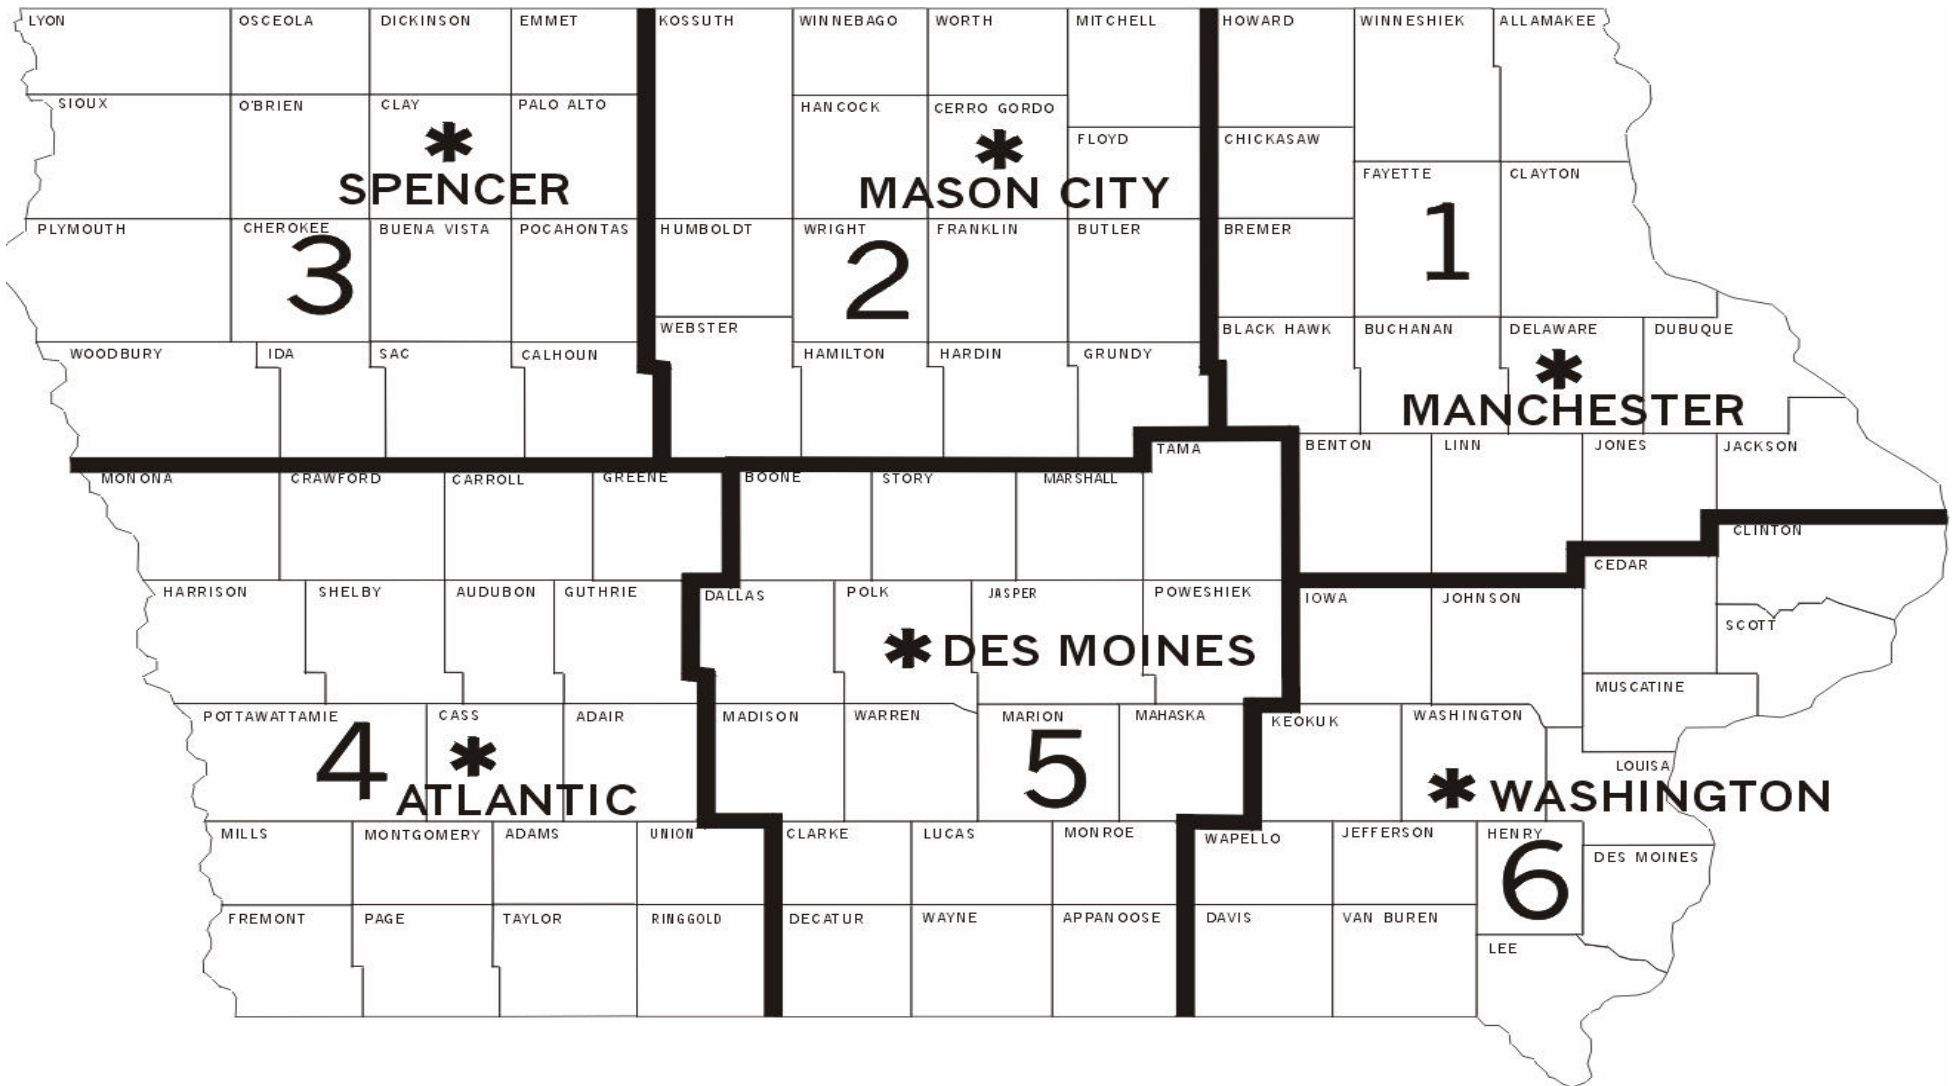 LYON
OSCEOLA
DICKINSON
EMMET
KOSSUTH
WINNEBAGO
WORTH
MITCHELL
HOWARD
WINNESHIEK
ALLAMAKEE
SIOUX
O'BRIEN
CLAY
PALO ALTO
HANCOCK
CERRO GORDO
FLOYD
CHICKASAW
*
SPENCER
*
MASON CITY
FAYETTE
CLAYTON
PLYMOUTH
CHEROKEE
BUENA VISTA
POCAHONTAS
HUMBOLDT
WRIGHT
FRANKLIN
BUTLER
BREMER
3
2
1
WEBSTER
BLACK HAWK
BUCHANAN
DELAWARE
DUBUQUE
WOODBURY
IDA
SAC
CALHOUN
HAMILTON
HARDIN
GRUNDY
*
MANCHESTER
TAMA
BENTON
LINN
JONES
JACKSON
MONONA
CRAWFORD
CARROLL
GREENE
BOONE
STORY
MARSHALL
CLINTON
CEDAR
HARRISON
SHELBY
AUDUBON
GUTHRIE
DALLAS
POLK
JASPER
POWESHIEK
IOWA
JOHNSON
SCOTT
* DES MOINES
MUSCATINE
POTTAWATTAMIE
CASS
ADAIR
MADISON
WARREN
MARION
MAHASKA
KEOKUK
WASHINGTON
4
*
ATLANTIC
5
LOUISA
* WASHINGTON
MILLS
MONTGOMERY
ADAMS
UNION
CLARKE
LUCAS
MONROE
WAPELLO
JEFFERSON
HENRY
DES MOINES
6
FREMONT
PAGE
TAYLOR
RINGGOLD
DECATUR
WAYNE
APPANOOSE
DAVIS
VAN BUREN
LEE